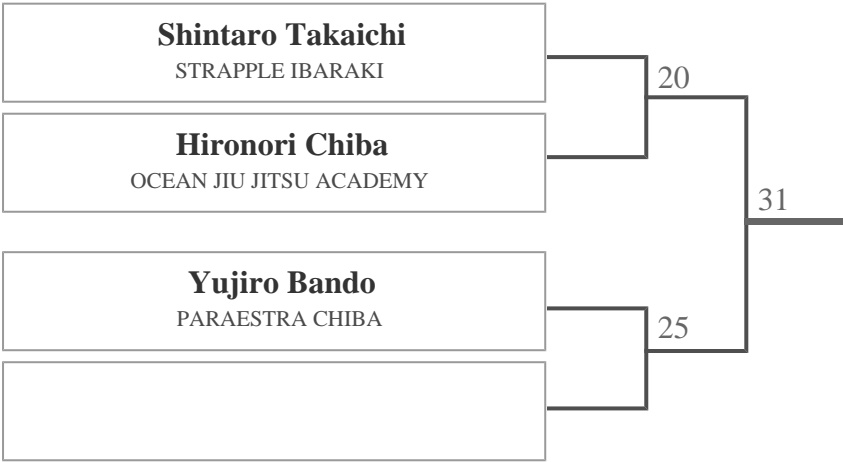 Shintaro Takaichi
STRAPPLE IBARAKI
20
Hironori Chiba
OCEAN JIU JITSU ACADEMY
31
Yujiro Bando
PARAESTRA CHIBA
25